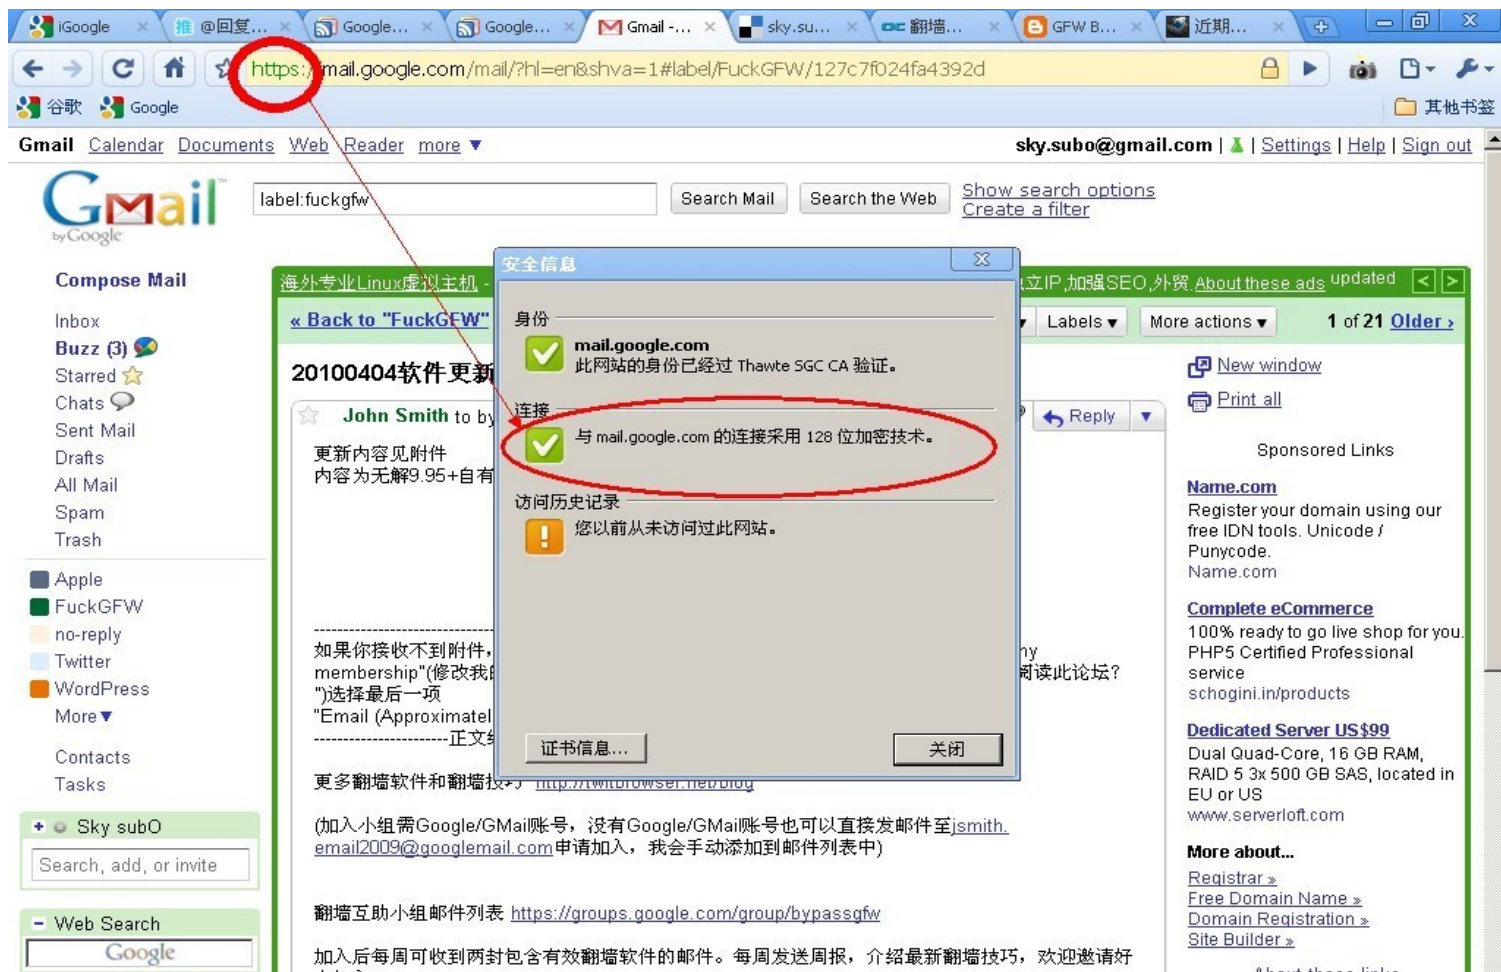 iGoogle
@回复...
Google...
Google...
Gmail -...
sky.su...
翻墙...
GFW B...
近期...
https://mail.google.com/mail/?hl=en&shva=1#label/FuckGFW/127c7f024fa4392d
谷歌 Google 其他书签
Gmail Calendar Documents Web Reader more ▼
sky.subo@gmail.com | Settings | Help | Sign out
Gmail™
by Google
label:fuckgfw
Search Mail
Search the Web
Show search options
Create a filter
Compose Mail
Inbox
Buzz (3)
Starred
Chats
Sent Mail
Drafts
All Mail
Spam
Trash
Apple
FuckGFW
no-reply
Twitter
WordPress
More▼
Contacts
Tasks
+ Sky subO
Search, add, or invite
- Web Search
Google
海外专业Linux虚拟主机 -
立IP,加强SEO,外贸. About these ads updated < >
« Back to "FuckGFW"
Labels ▼
More actions ▼
1 of 21 Older ›
20100404软件更新
John Smith to by
Reply
更新内容见附件
内容为无解9.95+自有
如果你接收不到附件，
membership"(修改我的
阅读此论坛?
")选择最后一项
"Email (Approximatel
----------------------正文
更多翻墙软件和翻墙技巧 http://twitbrowser.net/blog
(加入小组需Google/GMail账号，没有Google/GMail账号也可以直接发邮件至jsmith.
email2009@googlemail.com申请加入，我会手动添加到邮件列表中)
翻墙互助小组邮件列表 https://groups.google.com/group/bypassgfw
加入后每周可收到两封包含有效翻墙软件的邮件。每周发送周报，介绍最新翻墙技巧，欢迎邀请好
安全信息
身份
mail.google.com
此网站的身份已经过 Thawte SGC CA 验证。
连接
与 mail.google.com 的连接采用 128 位加密技术。
访问历史记录
您以前从未访问过此网站。
证书信息...
关闭
New window
Print all
Sponsored Links
Name.com
Register your domain using our
free IDN tools. Unicode /
Punycode.
Name.com
Complete eCommerce
100% ready to go live shop for you.
PHP5 Certified Professional
service
schogini.in/products
Dedicated Server US$99
Dual Quad-Core, 16 GB RAM,
RAID 5 3x 500 GB SAS, located in
EU or US
www.serverloft.com
More about...
Registrar »
Free Domain Name »
Domain Registration »
Site Builder »
About these links